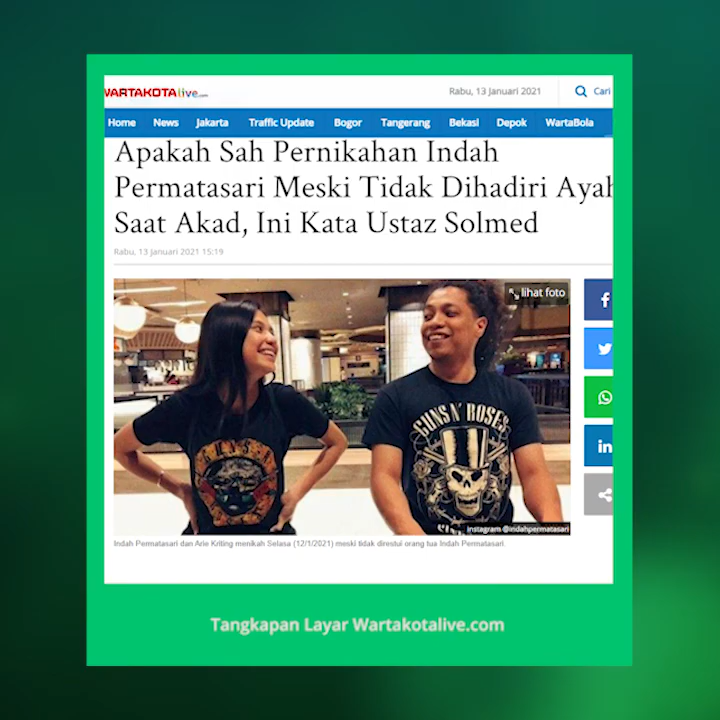 WARTAKOTAlive.com
Rabu, 13 Januari 2021
Cari
Home News Jakarta Traffic Update Bogor Tangerang Bekasi Depok WartaBola
Apakah Sah Pernikahan Indah
Permatasari Meski Tidak Dihadiri Ayah
Saat Akad, Ini Kata Ustaz Solmed
Rabu, 13 Januari 2021 15:19
lihat foto
GUNS N' ROSES
Instagram @indahpermatasari
Indah Permatasari dan Arie Kriting menikah Selasa (12/1/2021) meski tidak direstui orang tua Indah Permatasari.
Tangkapan Layar Wartakotalive.com